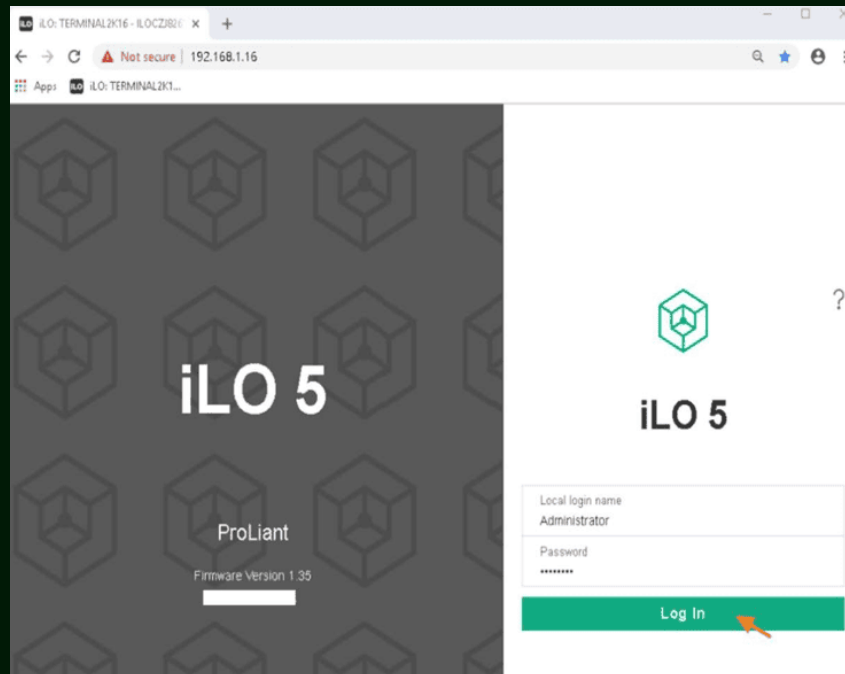 iLO: TERMINAL2K16 - ILOCZJ826
Not secure | 192.168.1.16
Apps iLO: TERMINAL2K1...
iLO 5
ProLiant
Firmware Version 1.35
?
iLO 5
Local login name
Administrator
Password
••••••••
Log In